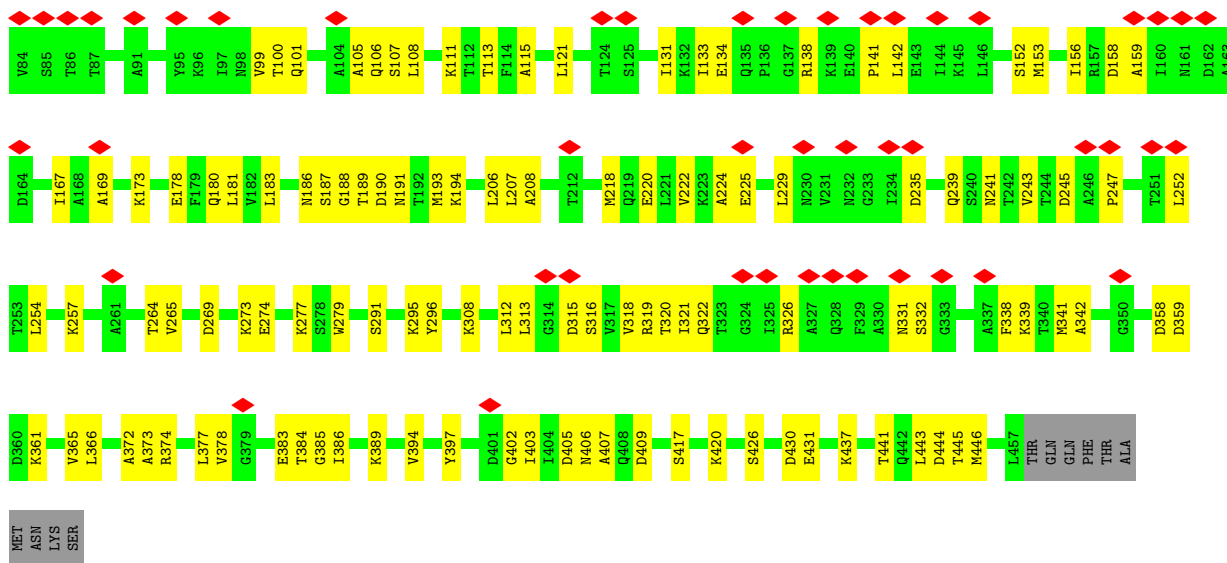 V84 S85 T86 T87 A91 Y95 K96 I97 N98 V99 T100 Q101 A104 A105 Q106 S107 L108 K111 T112 T113 F114 A115 L121 T124 S125 I131 K132 I133 E134 Q135 P136 G137 R138 K139 E140 P141 L142 E143 I144 K145 L146 S152 M153 I156 R157 D158 A159 I160 N161 D162 A163
D164 I167 A168 A169 K173 E178 F179 Q180 L181 V182 L183 N186 S187 G188 T189 D190 N191 T192 M193 K194 L206 L207 A208 T212 M218 Q219 E220 L221 V222 K223 A224 E225 L229 N230 V231 N232 G233 I234 D235 Q239 S240 N241 T242 V243 T244 D245 A246 P247 T251 L252
T253 L254 K257 A261 T264 V265 D269 K273 E274 K277 S278 W279 S291 K295 Y296 K308 L312 L313 G314 D315 S316 V317 V318 R319 T320 I321 Q322 T323 G324 I325 R326 A327 Q328 F329 A330 N331 S332 G333 A337 F338 K339 T340 M341 A342 G350 D358 D359
D360 K361 V365 L366 A372 A373 R374 L377 V378 G379 E383 T384 G385 I386 K389 V394 Y397 D401 G402 I403 I404 D405 N406 A407 Q408 D409 S417 K420 S426 D430 E431 K437 T441 Q442 L443 D444 T445 M446 L457 THR GLN GLN PHE THR ALA
MET ASN LYS SER